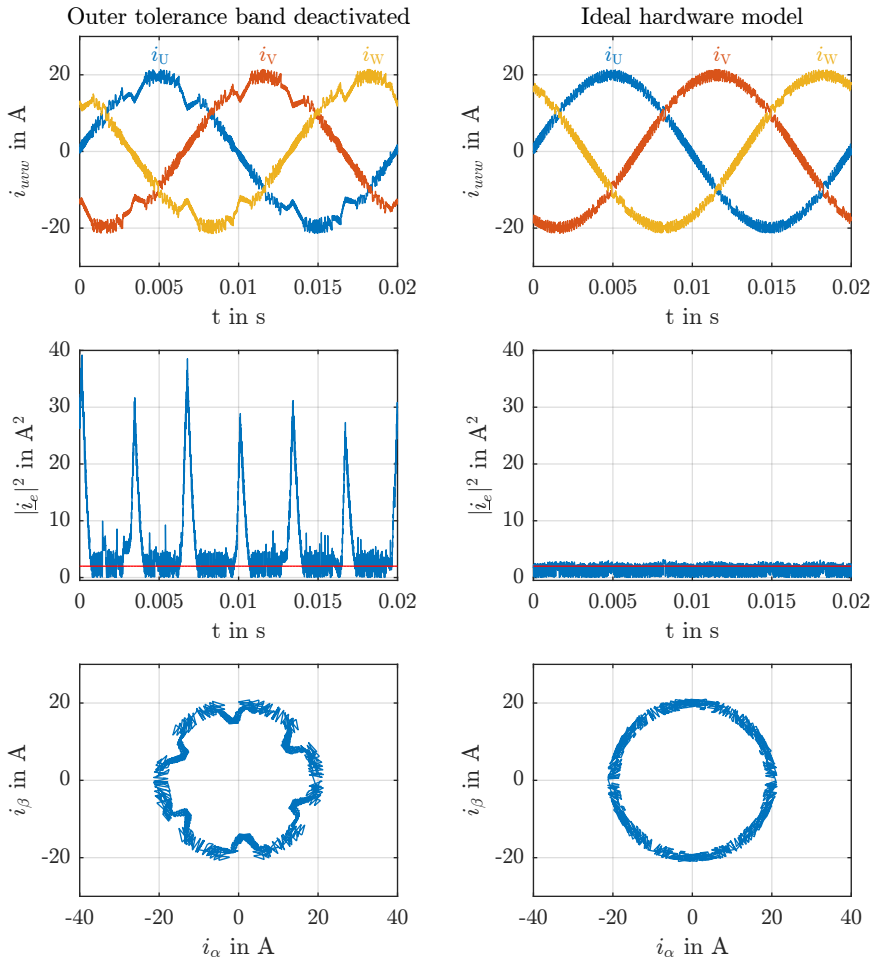 Outer tolerance band deactivated
Ideal hardware model
i_U i_V i_W
20
0
-20
i_uvw in A
0 0.005 0.01 0.015 0.02
t in s
i_U i_V i_W
20
0
-20
i_uvw in A
0 0.005 0.01 0.015 0.02
t in s
40
30
20
10
0
|i_e|² in A²
0 0.005 0.01 0.015 0.02
t in s
40
30
20
10
0
|i_e|² in A²
0 0.005 0.01 0.015 0.02
t in s
20
0
-20
i_β in A
-40 -20 0 20 40
i_α in A
20
0
-20
i_β in A
-40 -20 0 20 40
i_α in A